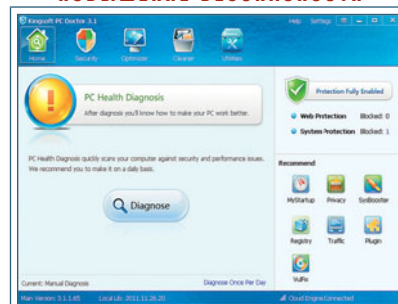 Kingsoft PC Doctor 3.1
Help Settings
Home Security Optimizer Cleaner Utilities
PC Health Diagnosis
After diagnosis you'll know how to make your PC work better.
Protection Fully Enabled
Web Protection Blocked: 0
System Protection Blocked: 1
PC Health Diagnosis quickly scans your computer against security and performance issues.
We recommend you to make it on a daily basis.
Diagnose
Recommend
MyStartup Privacy SysBooster
Registry Traffic Plugin
VulFix
Current: Manual Diagnosis
Diagnose Once Per Day
Main Version: 3.1.1.65 Local Lib: 2011.11.26.20
Cloud Engine Connected